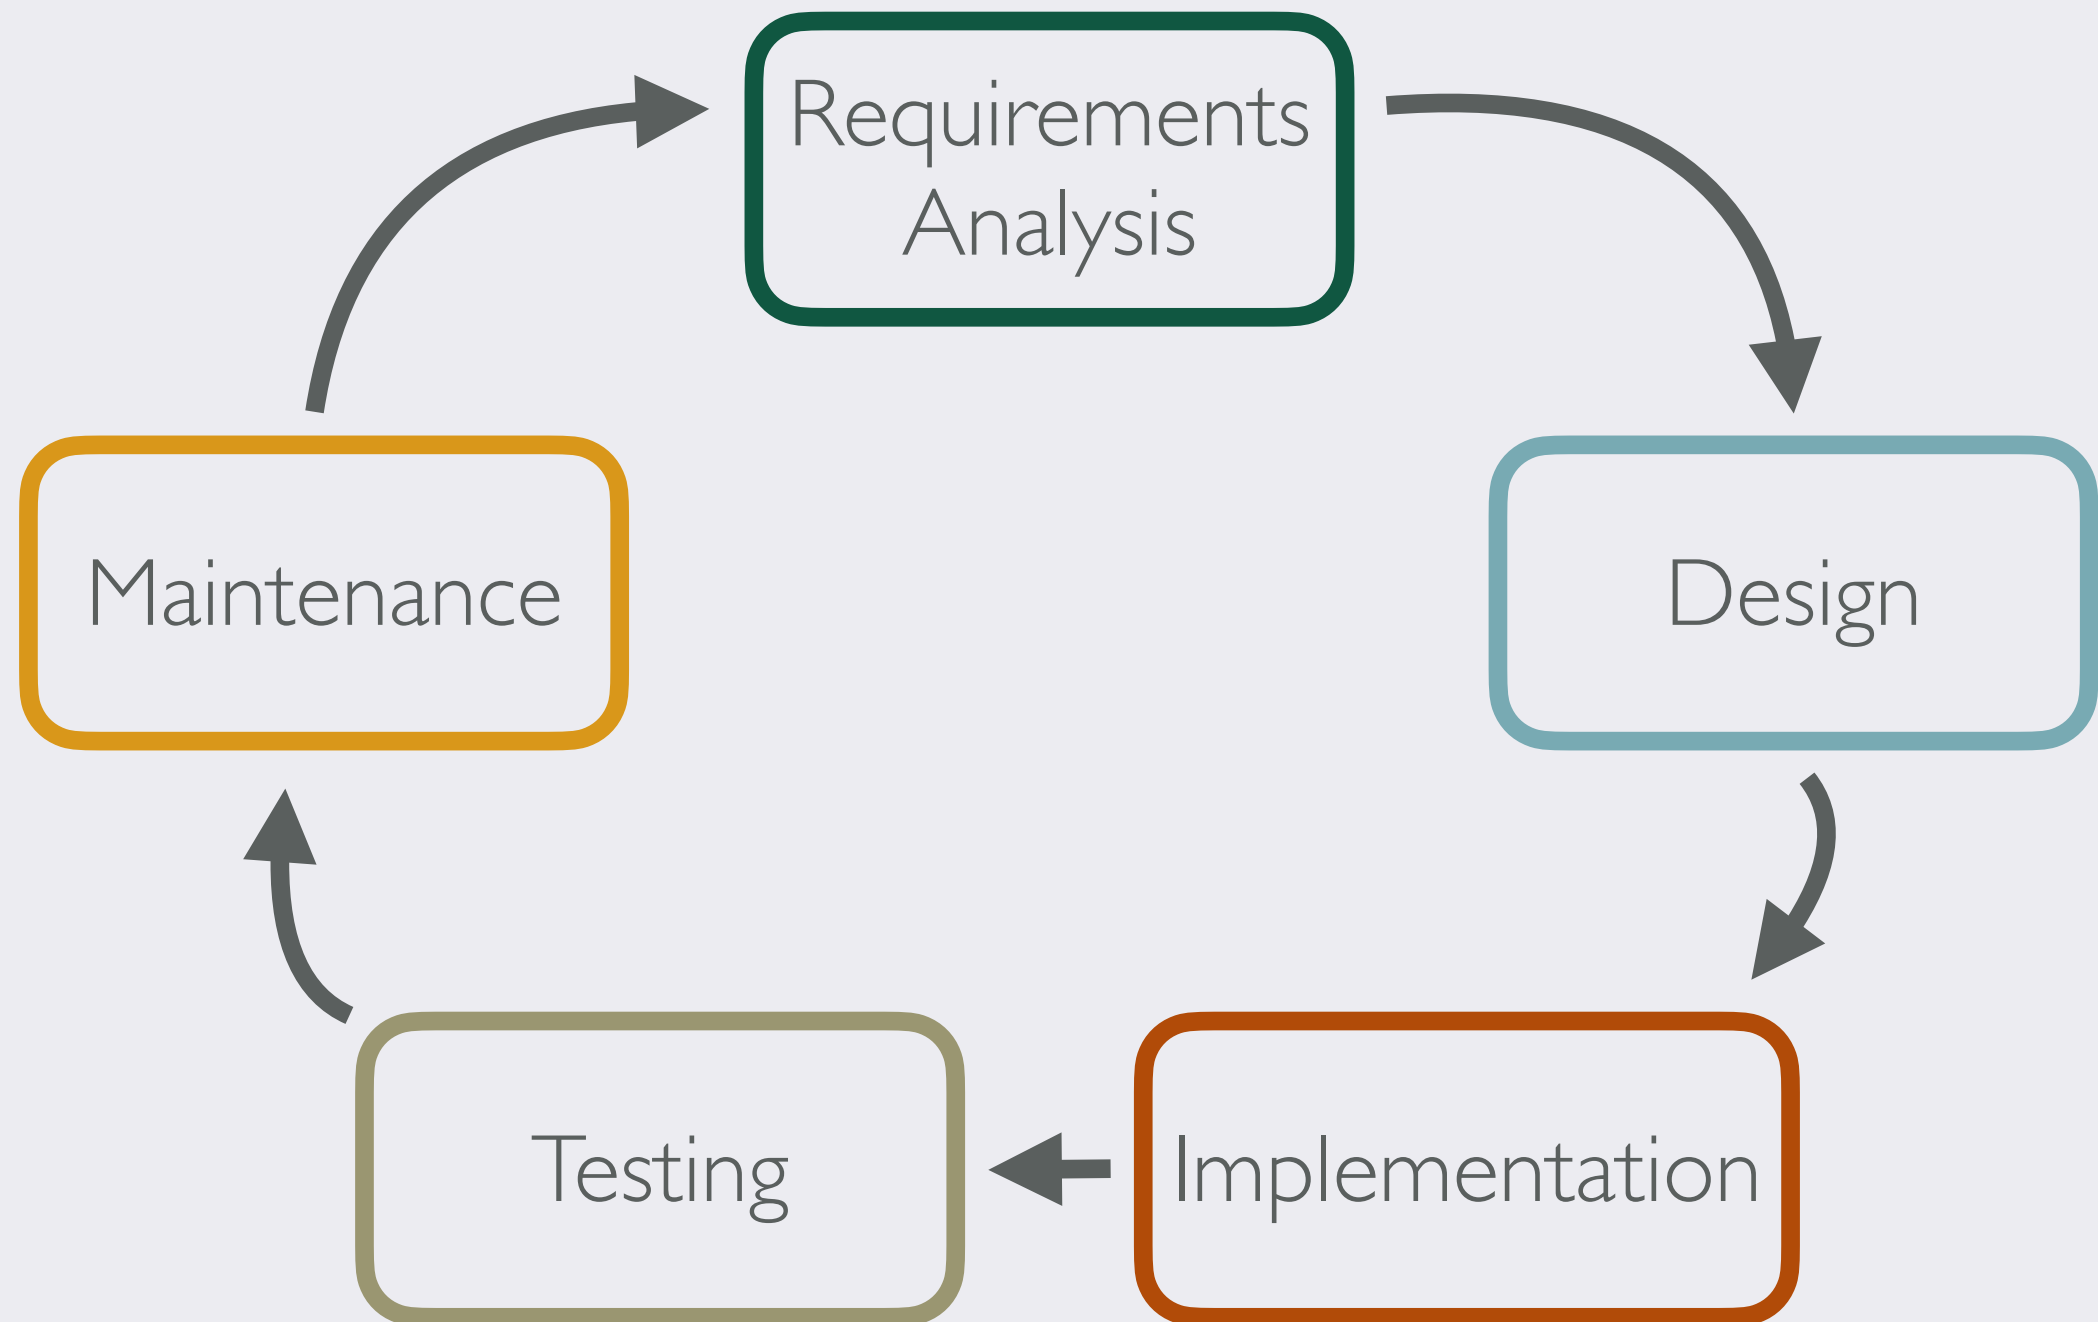 Requirements
Analysis
Maintenance
Design
Testing
Implementation